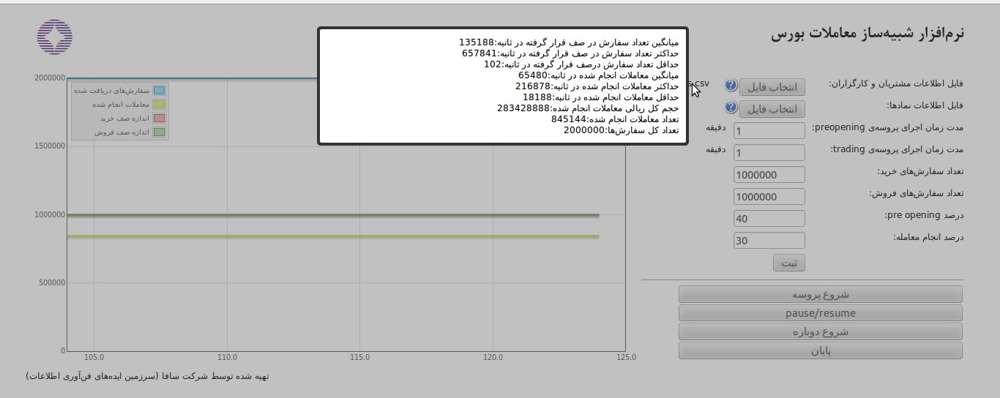 نرم‌افزار شبیه‌ساز معاملات بورس
میانگین تعداد سفارش در صف قرار گرفته در ثانیه:135188
حداکثر تعداد سفارش در صف قرار گرفته در ثانیه:657841
حداقل تعداد سفارش درصف قرار گرفته در ثانیه:102
میانگین معاملات انجام شده در ثانیه:65480
حداکثر معاملات انجام شده در ثانیه:216878
حداقل معاملات انجام شده در ثانیه:18188
حجم کل ریالی معاملات انجام شده:283428888
تعداد معاملات انجام شده:845144
تعداد کل سفارش‌ها:2000000
فایل اطلاعات مشتریان و کارگزاران:
انتخاب فایل
?
csv
فایل اطلاعات نمادها:
انتخاب فایل
?
مدت زمان اجرای پروسه‌ی preopening:
1
دقیقه
مدت زمان اجرای پروسه‌ی trading:
1
دقیقه
تعداد سفارش‌های خرید:
1000000
تعداد سفارش‌های فروش:
1000000
درصد pre opening
40
درصد انجام معامله:
30
ثبت
شروع پروسه
pause/resume
شروع دوباره
پایان
سفارش‌های دریافت شده
معاملات انجام شده
اندازه صف خرید
اندازه صف فروش
2000000
1500000
1000000
500000
0
105.0
110.0
115.0
120.0
125.0
تهیه شده توسط شرکت سافا (سرزمین ایده‌های فن‌آوری اطلاعات)